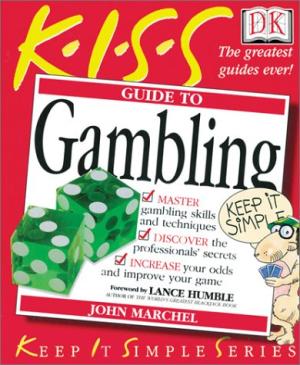 K•I•S•S
DK
The greatest
guides ever!
GUIDE TO
Gambling
KEEP IT
SIMPLE
MASTER
gambling skills
and techniques
DISCOVER the
professionals' secrets
INCREASE your odds
and improve your game
Foreword by LANCE HUMBLE
AUTHOR OF THE WORLD'S GREATEST BLACKJACK BOOK
JOHN MARCHEL
KEEP IT SIMPLE SERIES